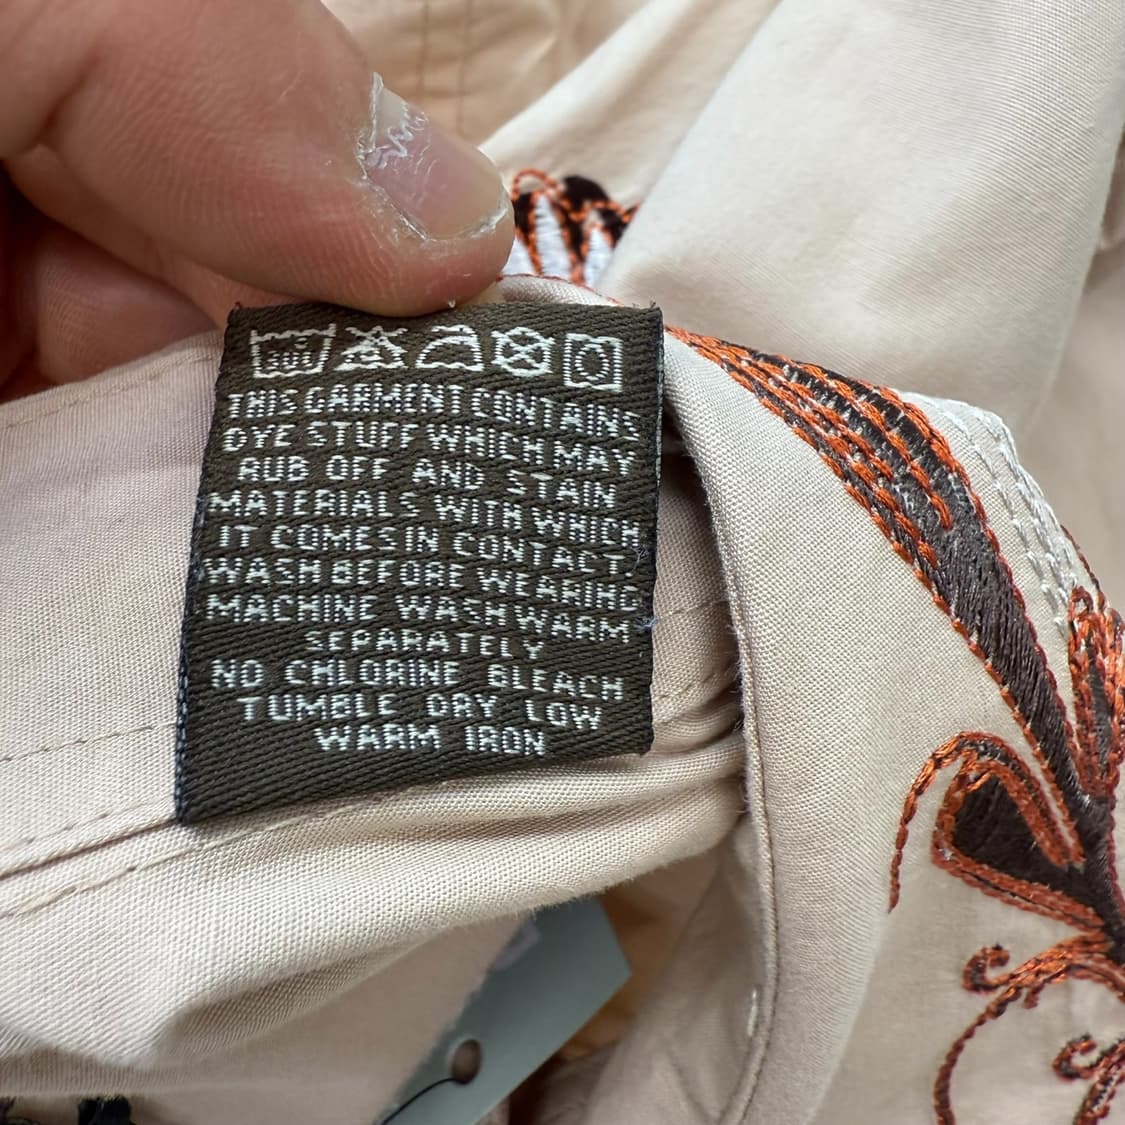 THIS GARMENT CONTAINS
DYE STUFF WHICH MAY
RUB OFF AND STAIN
MATERIALS WITH WHICH
IT COMES IN CONTACT.
WASH BEFORE WEARING
MACHINE WASH WARM
SEPARATELY
NO CHLORINE BLEACH
TUMBLE DRY LOW
WARM IRON